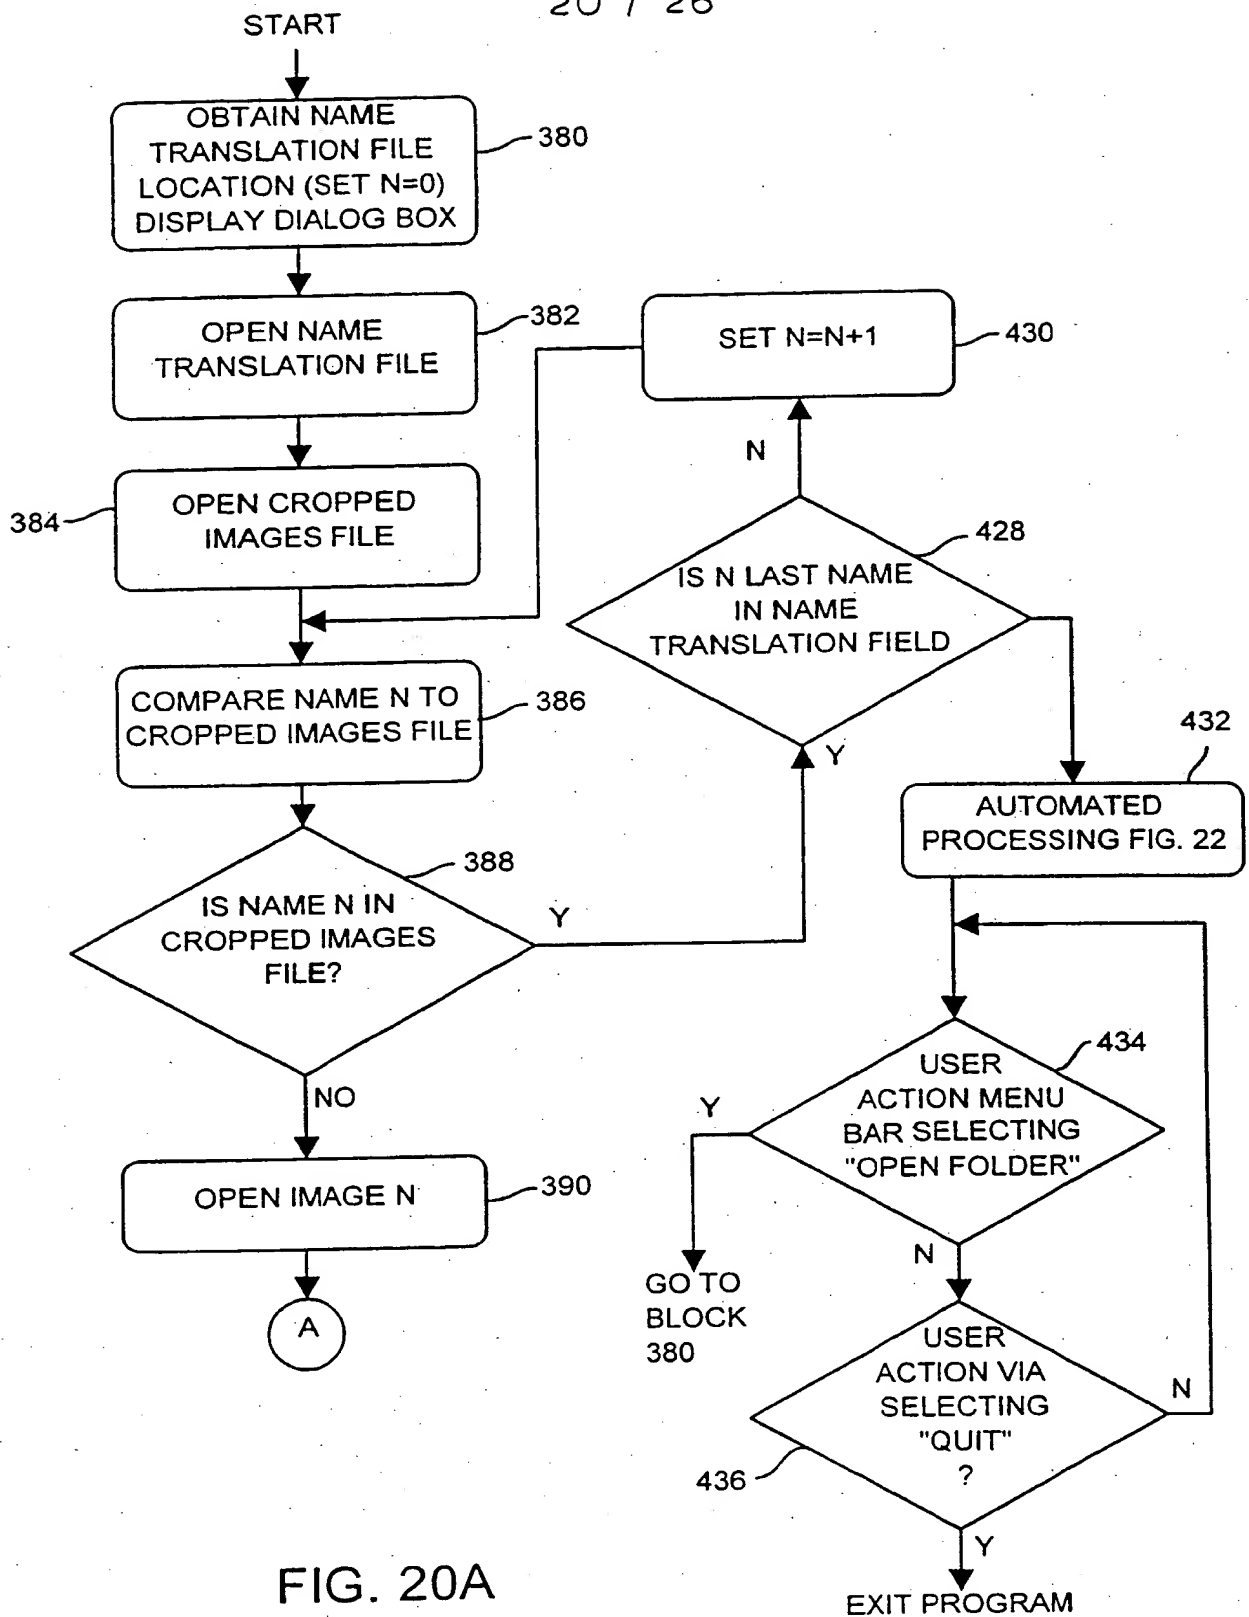 20 / 26
START
OBTAIN NAME
TRANSLATION FILE
LOCATION (SET N=0)
DISPLAY DIALOG BOX
380
OPEN NAME
TRANSLATION FILE
382
OPEN CROPPED
IMAGES FILE
384
COMPARE NAME N TO
CROPPED IMAGES FILE
386
IS NAME N IN
CROPPED IMAGES
FILE?
388
Y
NO
OPEN IMAGE N
390
A
SET N=N+1
430
N
IS N LAST NAME
IN NAME
TRANSLATION FIELD
428
Y
432
AUTOMATED
PROCESSING FIG. 22
USER
ACTION MENU
BAR SELECTING
"OPEN FOLDER"
434
Y
GO TO
BLOCK
380
N
USER
ACTION VIA
SELECTING
"QUIT"
?
436
N
Y
EXIT PROGRAM
FIG. 20A